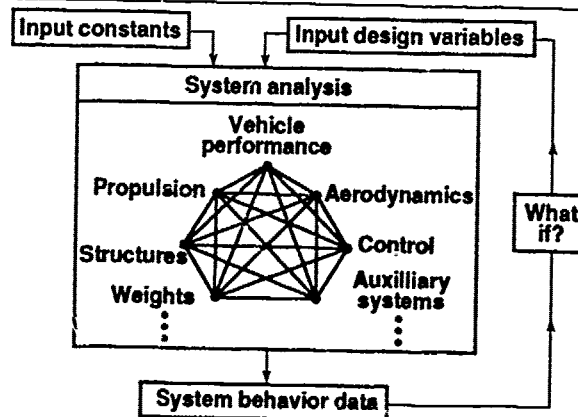 Input constants
Input design variables
System analysis
Vehicle
performance
Propulsion
Aerodynamics
What
if?
Structures
Control
Weights
Auxilliary
systems
System behavior data